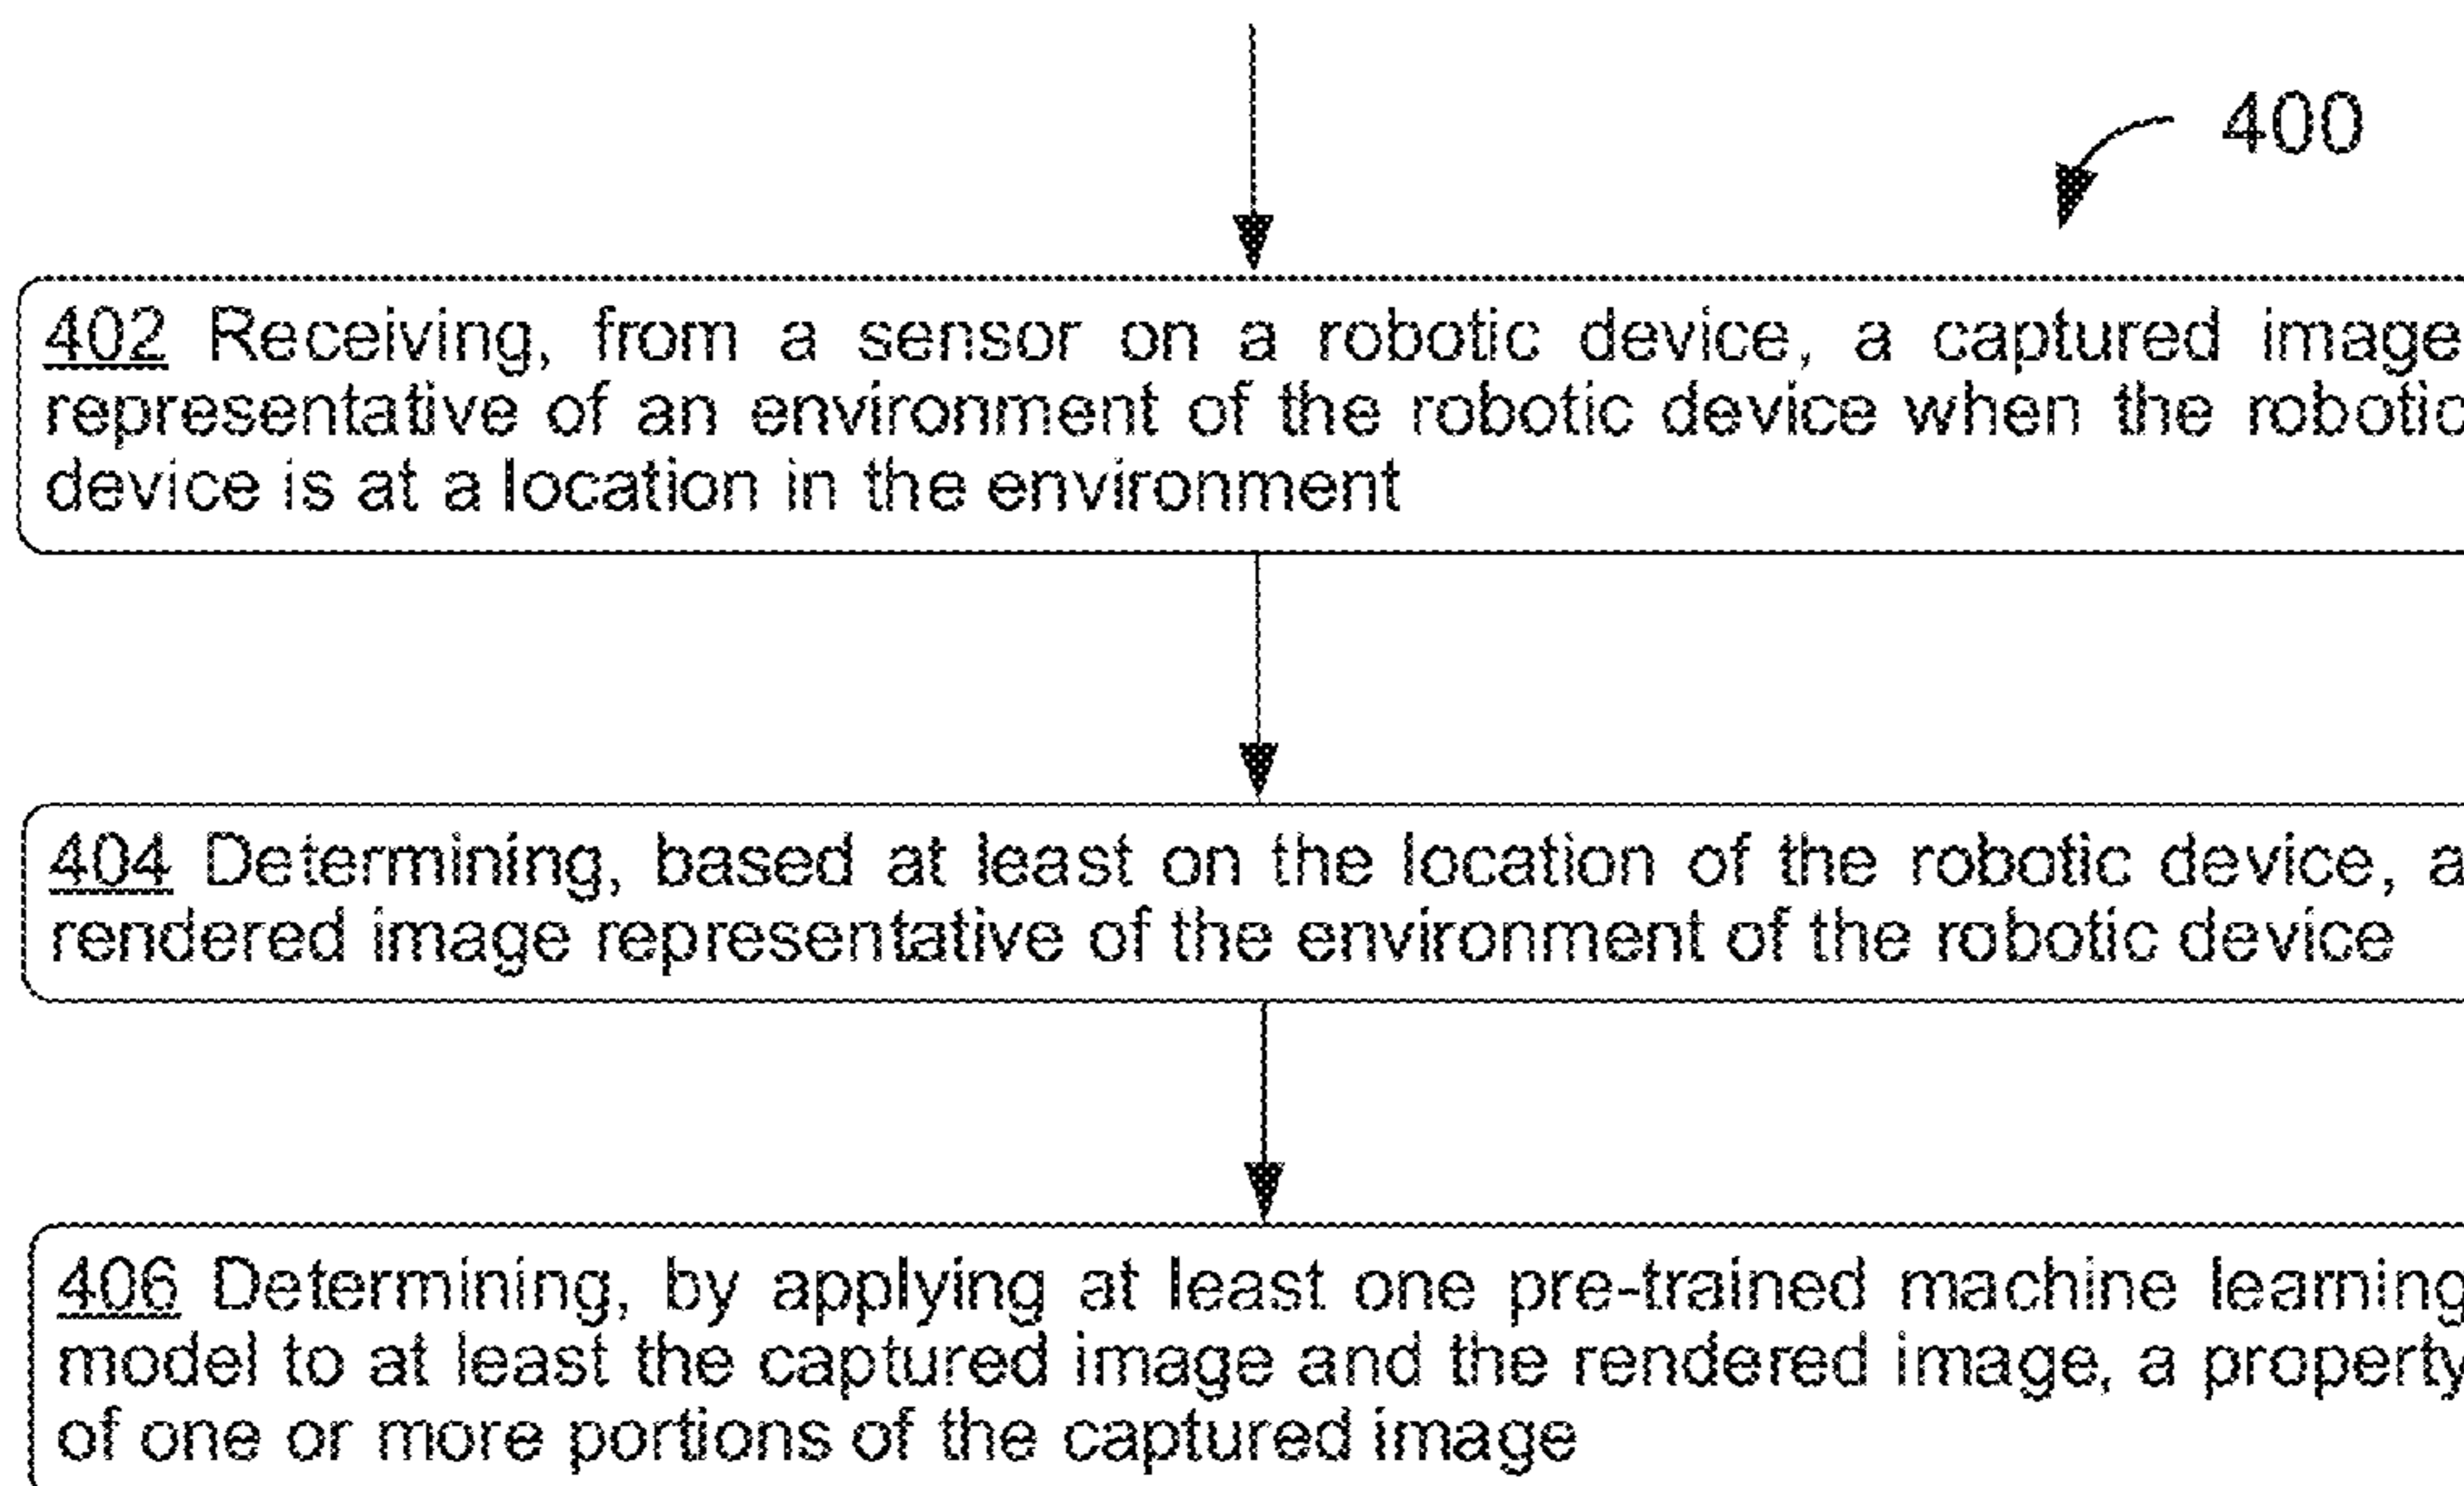 400
402 Receiving, from a sensor on a robotic device, a captured image
representative of an environment of the robotic device when the robotic
device is at a location in the environment
404 Determining, based at least on the location of the robotic device, a
rendered image representative of the environment of the robotic device
406 Determining, by applying at least one pre-trained machine learning
model to at least the captured image and the rendered image, a property
of one or more portions of the captured image